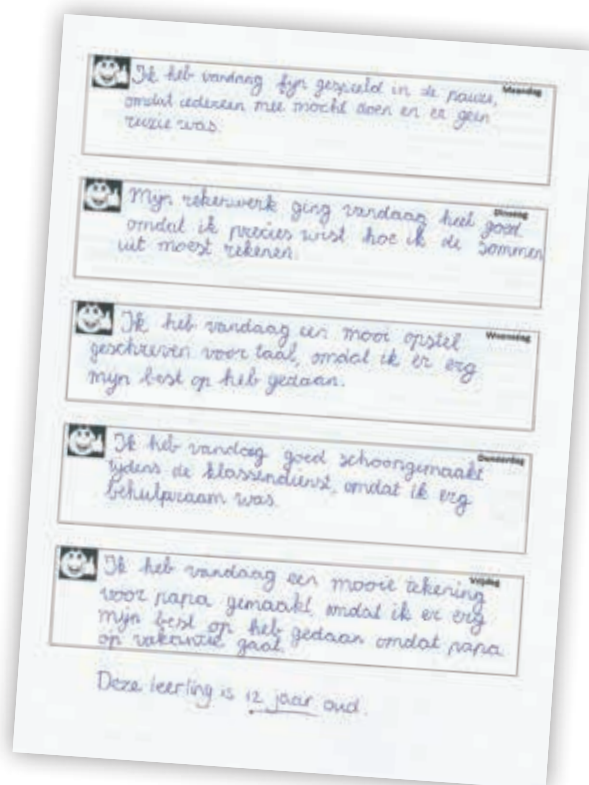 Maandag
Ik heb vandaag fijn gespeeld in de pauze,
omdat iedereen mee mocht doen en er geen
ruzie was.
Dinsdag
Mijn rekenwerk ging vandaag heel goed
omdat ik precies wist hoe ik de sommen
uit moest rekenen.
Woensdag
Ik heb vandaag een mooi opstel
geschreven voor taal, omdat ik er erg
mijn best op heb gedaan.
Donderdag
Ik heb vandaag goed schoongemaakt
tijdens de klassendienst, omdat ik erg
behulpzaam was.
Vrijdag
Ik heb vandaag een mooie tekening
voor papa gemaakt, omdat ik er erg
mijn best op heb gedaan omdat papa
op vakantie gaat.
Deze leerling is 12 jaar oud.